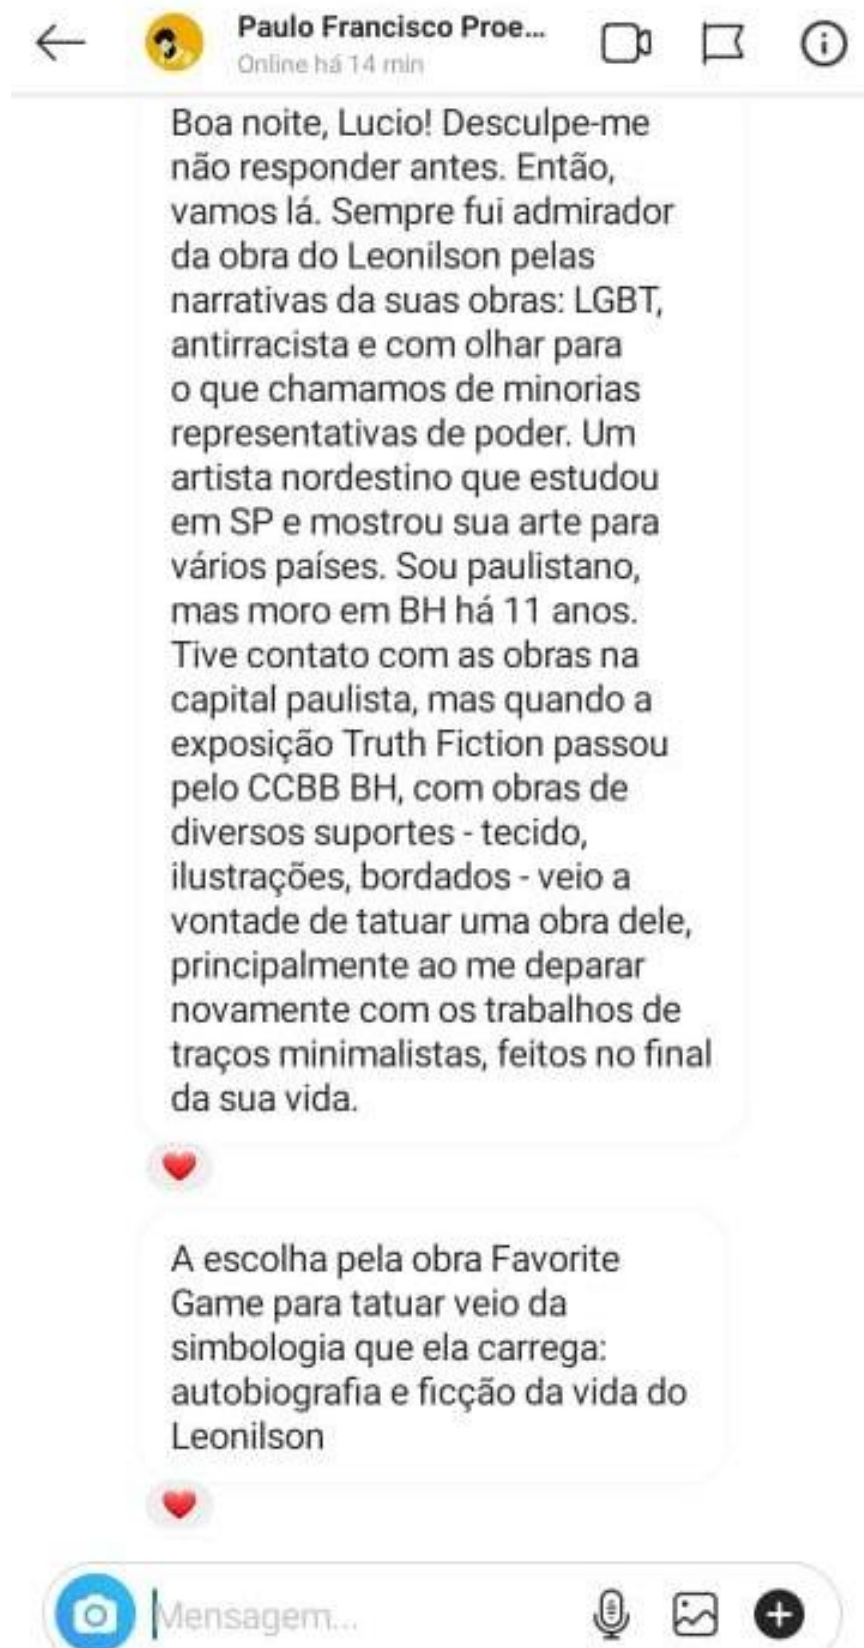 Paulo Francisco Proe...
Online há 14 min
Boa noite, Lucio! Desculpe-me
não responder antes. Então,
vamos lá. Sempre fui admirador
da obra do Leonilson pelas
narrativas da suas obras: LGBT,
antirracista e com olhar para
o que chamamos de minorias
representativas de poder. Um
artista nordestino que estudou
em SP e mostrou sua arte para
vários países. Sou paulistano,
mas moro em BH há 11 anos.
Tive contato com as obras na
capital paulista, mas quando a
exposição Truth Fiction passou
pelo CCBB BH, com obras de
diversos suportes - tecido,
ilustrações, bordados - veio a
vontade de tatuar uma obra dele,
principalmente ao me deparar
novamente com os trabalhos de
traços minimalistas, feitos no final
da sua vida.
A escolha pela obra Favorite
Game para tatuar veio da
simbologia que ela carrega:
autobiografia e ficção da vida do
Leonilson
Mensagem...